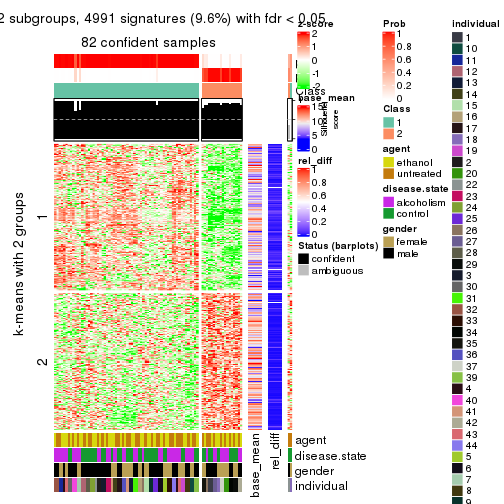 2 subgroups, 4991 signatures (9.6%) with fdr < 0.05
82 confident samples
k-means with 2 groups
1
2
Class
Silhouette
score
z-score
2
1
0
-1
-2
base_mean
15
10
5
0
rel_diff
1
0.8
0.6
0.4
0.2
0
Status (barplots)
confident
ambiguous
Prob
1
0.8
0.6
0.4
0.2
0
Class
1
2
agent
ethanol
untreated
disease.state
alcoholism
control
gender
female
male
individual
1
10
11
12
13
14
15
16
17
18
19
2
20
22
23
24
25
26
27
28
29
3
30
31
32
33
34
35
36
37
39
4
40
41
42
43
44
5
6
7
8
9
agent
disease.state
gender
individual
base_mean
rel_diff